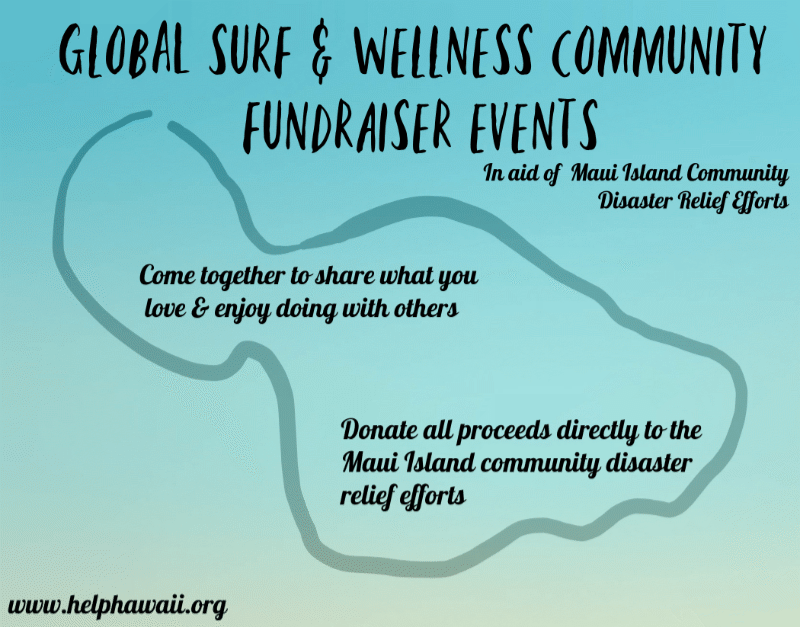 GLOBAL SURF & WELLNESS COMMUNITY
FUNDRAISER EVENTS
In aid of Maui Island Community
Disaster Relief Efforts
Come together to share what you
love & enjoy doing with others
Donate all proceeds directly to the
Maui Island community disaster
relief efforts
www.helphawaii.org